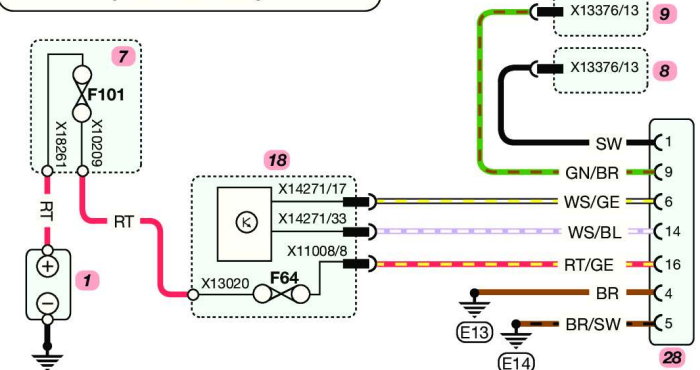 X13376/13
9
X13376/13
8
7
F101
X18261
X10209
RT
RT
1
18
X14271/17
X14271/33
X11008/8
X13020
F64
SW
1
GN/BR
9
WS/GE
6
WS/BL
14
RT/GE
16
BR
4
BR/SW
5
E13
E14
28